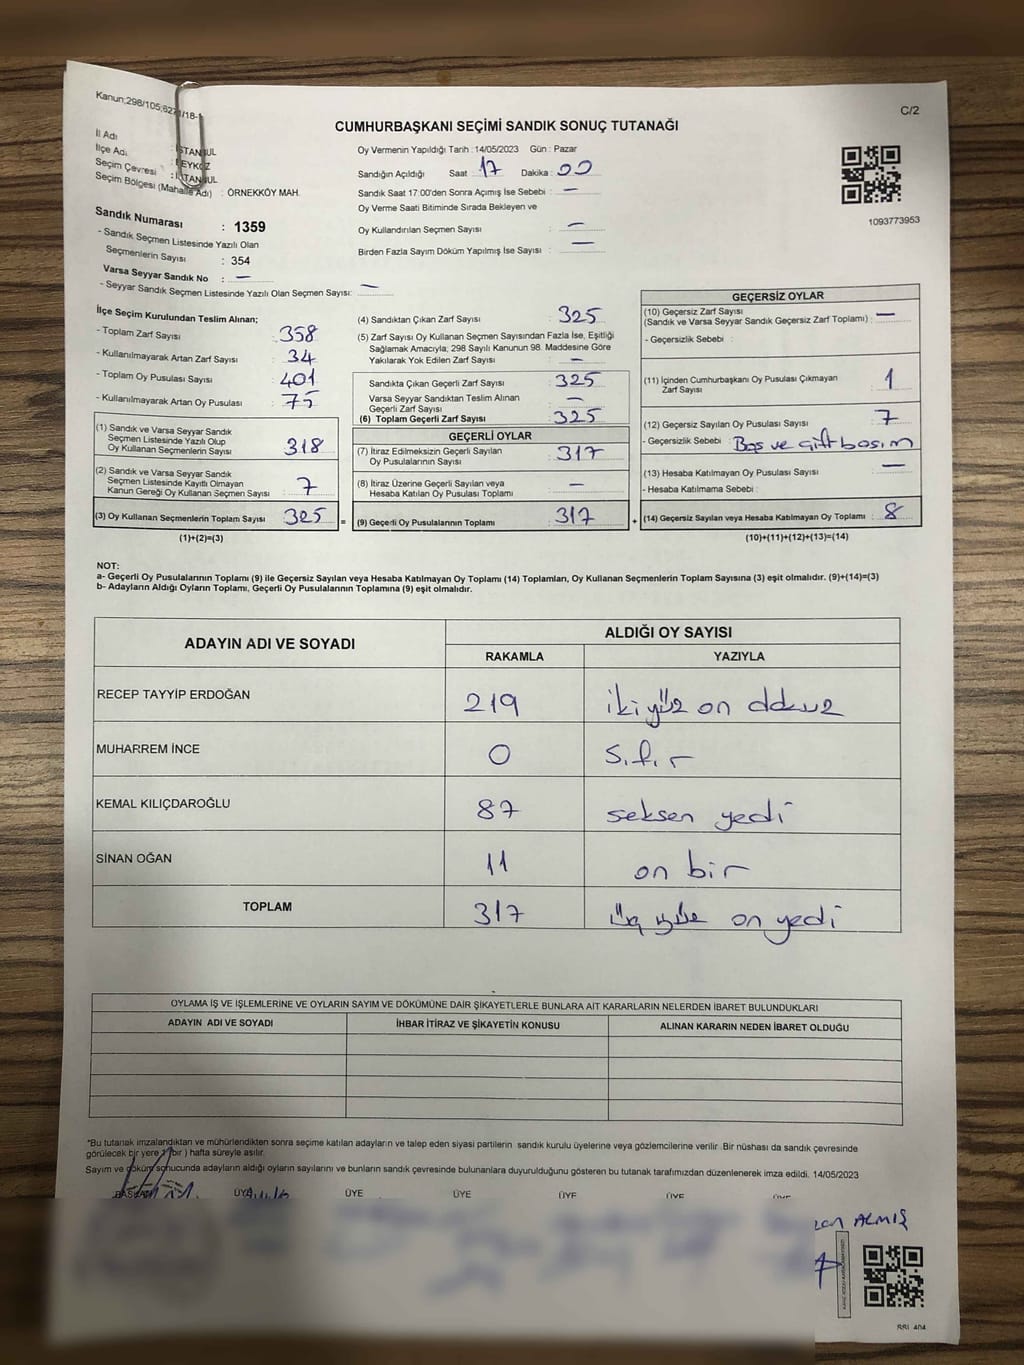 Kanun;298/105;6271/18-1
C/2
CUMHURBAŞKANI SEÇİMİ SANDIK SONUÇ TUTANAĞI
İl Adı : İSTANBUL
İlçe Adı : BEYKOZ
Seçim Çevresi : İSTANBUL
Seçim Bölgesi (Mahalle Adı) : ÖRNEKKÖY MAH.
Oy Vermenin Yapıldığı Tarih : 14/05/2023 Gün : Pazar
Sandığın Açıldığı Saat : 17 Dakika : 00
Sandık Saat 17:00'den Sonra Açımış İse Sebebi : —
Oy Verme Saati Bitiminde Sırada Bekleyen ve
Oy Kullandırılan Seçmen Sayısı : —
Birden Fazla Sayım Döküm Yapılmış İse Sayısı : —
1093773953
Sandık Numarası : 1359
- Sandık Seçmen Listesinde Yazılı Olan
Seçmenlerin Sayısı : 354
Varsa Seyyar Sandık No : —
- Seyyar Sandık Seçmen Listesinde Yazılı Olan Seçmen Sayısı: —
İlçe Seçim Kurulundan Teslim Alınan;
- Toplam Zarf Sayısı : 358
- Kullanılmayarak Artan Zarf Sayısı : 34
- Toplam Oy Pusulası Sayısı : 401
- Kullanılmayarak Artan Oy Pusulası : 75
(1) Sandık ve Varsa Seyyar Sandık
Seçmen Listesinde Yazılı Olup
Oy Kullanan Seçmenlerin Sayısı : 318
(2) Sandık ve Varsa Seyyar Sandık
Seçmen Listesinde Kayıtlı Olmayan
Kanun Gereği Oy Kullanan Seçmen Sayısı : 7
(3) Oy Kullanan Seçmenlerin Toplam Sayısı : 325
(1)+(2)=(3)
(4) Sandıktan Çıkan Zarf Sayısı : 325
(5) Zarf Sayısı Oy Kullanan Seçmen Sayısından Fazla İse, Eşitliği
Sağlamak Amacıyla; 298 Sayılı Kanunun 98. Maddesine Göre
Yakılarak Yok Edilen Zarf Sayısı : —
Sandıkta Çıkan Geçerli Zarf Sayısı : 325
Varsa Seyyar Sandıktan Teslim Alınan
Geçerli Zarf Sayısı : —
(6) Toplam Geçerli Zarf Sayısı : 325
GEÇERLİ OYLAR
(7) İtiraz Edilmeksizin Geçerli Sayılan
Oy Pusulalarının Sayısı : 317
(8) İtiraz Üzerine Geçerli Sayılan veya
Hesaba Katılan Oy Pusulası Toplamı : —
= (9) Geçerli Oy Pusulalarının Toplamı : 317
GEÇERSİZ OYLAR
(10) Geçersiz Zarf Sayısı
(Sandık ve Varsa Seyyar Sandık Geçersiz Zarf Toplamı) : —
- Geçersizlik Sebebi :
(11) İçinden Cumhurbaşkanı Oy Pusulası Çıkmayan
Zarf Sayısı : 1
(12) Geçersiz Sayılan Oy Pusulası Sayısı : 7
- Geçersizlik Sebebi : Boş ve çift basım
(13) Hesaba Katılmayan Oy Pusulası Sayısı : —
- Hesaba Katılmama Sebebi :
+ (14) Geçersiz Sayılan veya Hesaba Katılmayan Oy Toplamı : 8
(10)+(11)+(12)+(13)=(14)
NOT:
a- Geçerli Oy Pusulalarının Toplamı (9) ile Geçersiz Sayılan veya Hesaba Katılmayan Oy Toplamı (14) Toplamları, Oy Kullanan Seçmenlerin Toplam Sayısına (3) eşit olmalıdır. (9)+(14)=(3)
b- Adayların Aldığı Oyların Toplamı, Geçerli Oy Pusulalarının Toplamına (9) eşit olmalıdır.
ADAYIN ADI VE SOYADI
ALDIĞI OY SAYISI
RAKAMLA YAZIYLA
RECEP TAYYİP ERDOĞAN 219 ikiyüz on dokuz
MUHARREM İNCE 0 Sıfır
KEMAL KILIÇDAROĞLU 87 seksen yedi
SİNAN OĞAN 11 on bir
TOPLAM 317 üç yüz on yedi
OYLAMA İŞ VE İŞLEMLERİNE VE OYLARIN SAYIM VE DÖKÜMÜNE DAİR ŞİKAYETLERLE BUNLARA AİT KARARLARIN NELERDEN İBARET BULUNDUKLARI
ADAYIN ADI VE SOYADI İHBAR İTİRAZ VE ŞİKAYETİN KONUSU ALINAN KARARIN NEDEN İBARET OLDUĞU
*Bu tutanak imzalandıktan ve mühürlendikten sonra seçime katılan adayların ve talep eden siyasi partilerin sandık kurulu üyelerine veya gözlemcilerine verilir. Bir nüshası da sandık çevresinde
görülecek bir yere 1(bir) hafta süreyle asılır.
Sayım ve döküm sonucunda adayların aldığı oyların sayılarını ve bunların sandık çevresinde bulunanlara duyurulduğunu gösteren bu tutanak tarafımızdan düzenlenerek imza edildi. 14/05/2023
BAŞKAN ÜYE ÜYE ÜYE ÜYE ÜYE ÜYE
ALMIŞ